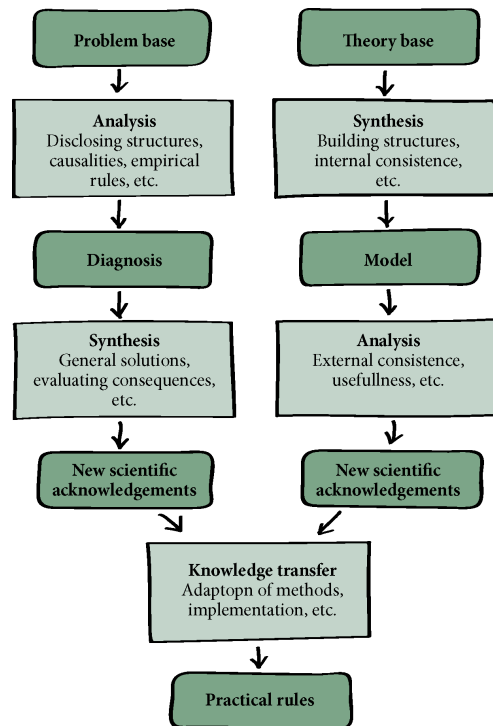 Problem base
Analysis
Disclosing structures,
causalities, empirical
rules, etc.
Diagnosis
Synthesis
General solutions,
evaluating consequences,
etc.
New scientific
acknowledgements
Theory base
Synthesis
Building structures,
internal consistence,
etc.
Model
Analysis
External consistence,
usefullness, etc.
New scientific
acknowledgements
Knowledge transfer
Adaptopn of methods,
implementation, etc.
Practical rules